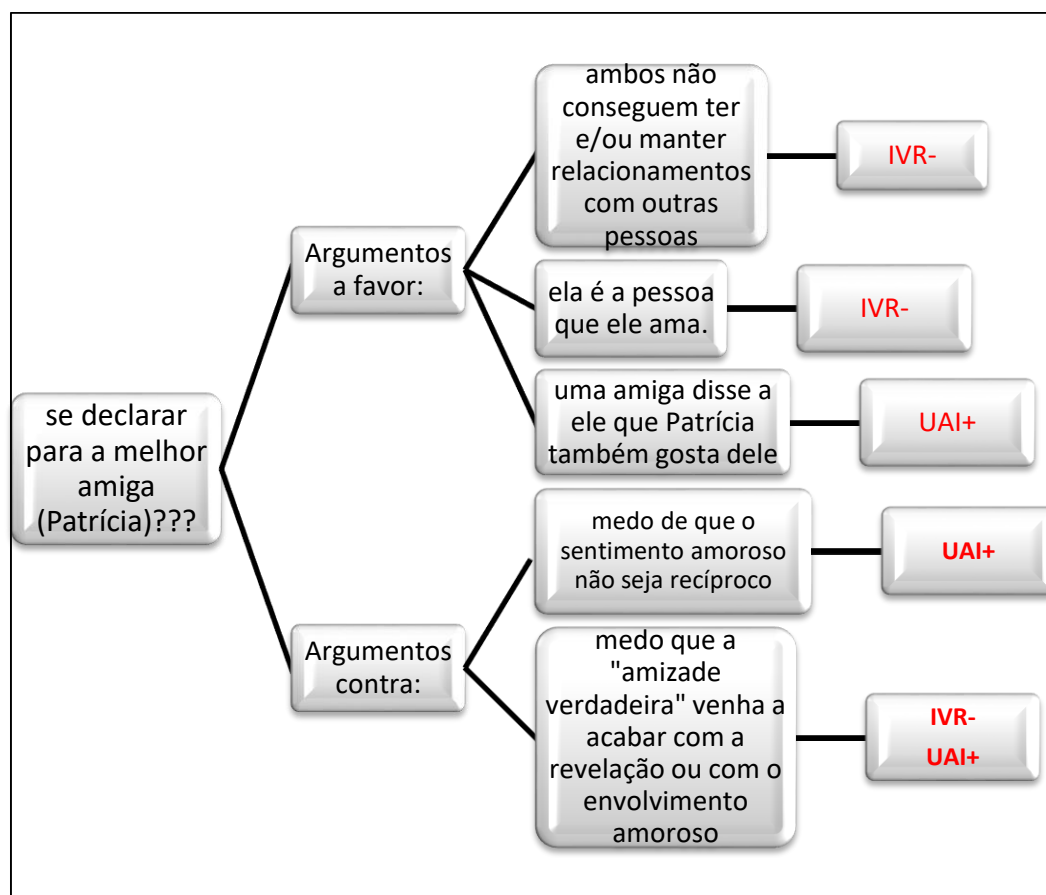 se declarar
para a melhor
amiga
(Patrícia)???
Argumentos
a favor:
ambos não
conseguem ter
e/ou manter
relacionamentos
com outras
pessoas
IVR-
ela é a pessoa
que ele ama.
IVR-
uma amiga disse a
ele que Patrícia
também gosta dele
UAI+
Argumentos
contra:
medo de que o
sentimento amoroso
não seja recíproco
UAI+
medo que a
"amizade
verdadeira" venha a
acabar com a
revelação ou com o
envolvimento
amoroso
IVR-
UAI+